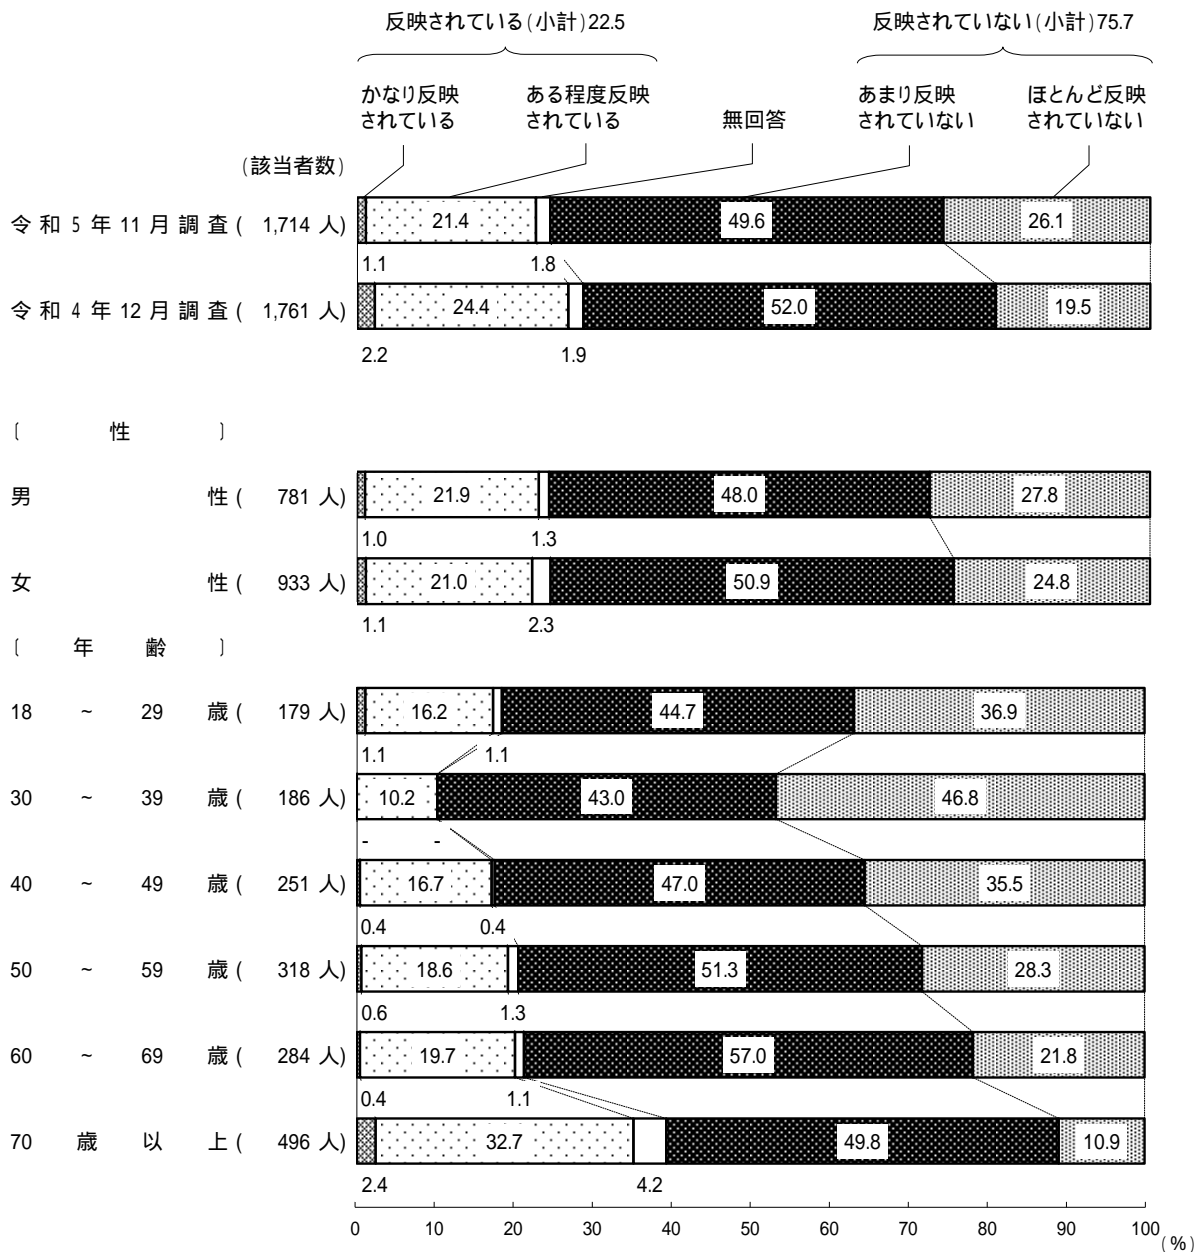 反映されている(小計)22.5
反映されていない(小計)75.7
かなり反映
されている
ある程度反映
されている
無回答
あまり反映
されていない
ほとんど反映
されていない
(該当者数)
令和5年11月調査( 1,714 人) 21.4 49.6 26.1
1.1 1.8
令和4年12月調査( 1,761 人) 24.4 52.0 19.5
2.2 1.9
〔 性 〕
男 性( 781 人) 21.9 48.0 27.8
1.0 1.3
女 性( 933 人) 21.0 50.9 24.8
1.1 2.3
〔 年 齢 〕
18 ~ 29 歳( 179 人) 16.2 44.7 36.9
1.1 1.1
30 ~ 39 歳( 186 人) 10.2 43.0 46.8
- -
40 ~ 49 歳( 251 人) 16.7 47.0 35.5
0.4 0.4
50 ~ 59 歳( 318 人) 18.6 51.3 28.3
0.6 1.3
60 ~ 69 歳( 284 人) 19.7 57.0 21.8
0.4 1.1
70 歳 以 上( 496 人) 32.7 49.8 10.9
2.4 4.2
0 10 20 30 40 50 60 70 80 90 100
(%)